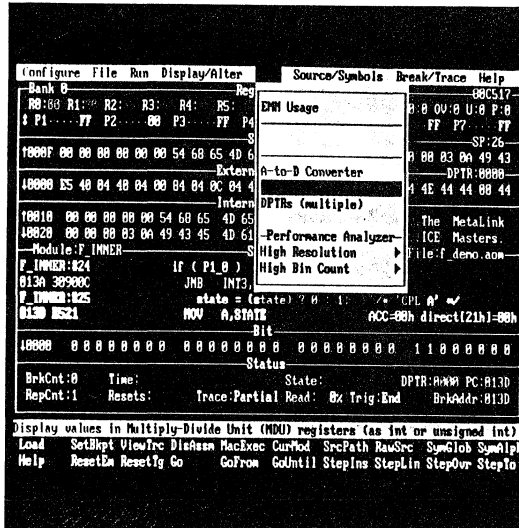 Configure File Run Display/Alter Source/Symbols Break/Trace Help
Bank 0 Reg 80C517
R0:00 R1: R2: R3: R4: R5: 0:0 OV:0 U:0 P:0
P1 FF P2 00 P3 FF P4 FF P7 FF
EMM Usage
SP:26
↑000F 00 00 00 00 00 54 68 65 4D 6 00 03 0A 49 43
Extern A-to-D Converter DPTR:0000
↓0000 E5 40 04 40 04 00 04 04 0C 04 4 4E 44 44 00 44
Intern DPTRs (multiple)
↑0010 00 00 00 00 00 54 68 65 4D 65 The MetaLink
↓0020 00 00 00 03 0A 49 43 45 4D 61 ICE Masters
-Performance Analyzer-
Module:F_INNER File:f_demo.aom
High Resolution
F_INNER:824 if ( P1_0 )
High Bin Count
013A 30900C JNB INT3,
F_INNER:825 state = (state) ? 0 : 1; /* 'CPL A' */
013D E521 MOV A,STATE ACC=00h direct[21h]=00h
Bit
↓0000 0 0 0 0 0 0 0 0 0 0 0 0 0 0 0 0 0 0 0 0 0 0 0 0 1 1 0 0 0 0 0 0
Status
BrkCnt:0 Time: State: DPTR:0000 PC:013D
RepCnt:1 Resets: Trace:Partial Read: 0% Trig:End BrkAddr:013D
Display values in Multiply-Divide Unit (MDU) registers (as int or unsigned int)
Load SetBkpt ViewTrc DisAssm MacExec CurMod SrcPath RawSrc SymGlob SymAlph
Help ResetEm ResetTg Go GoFrom GoUntil StepIns StepLin StepOvr StepTo